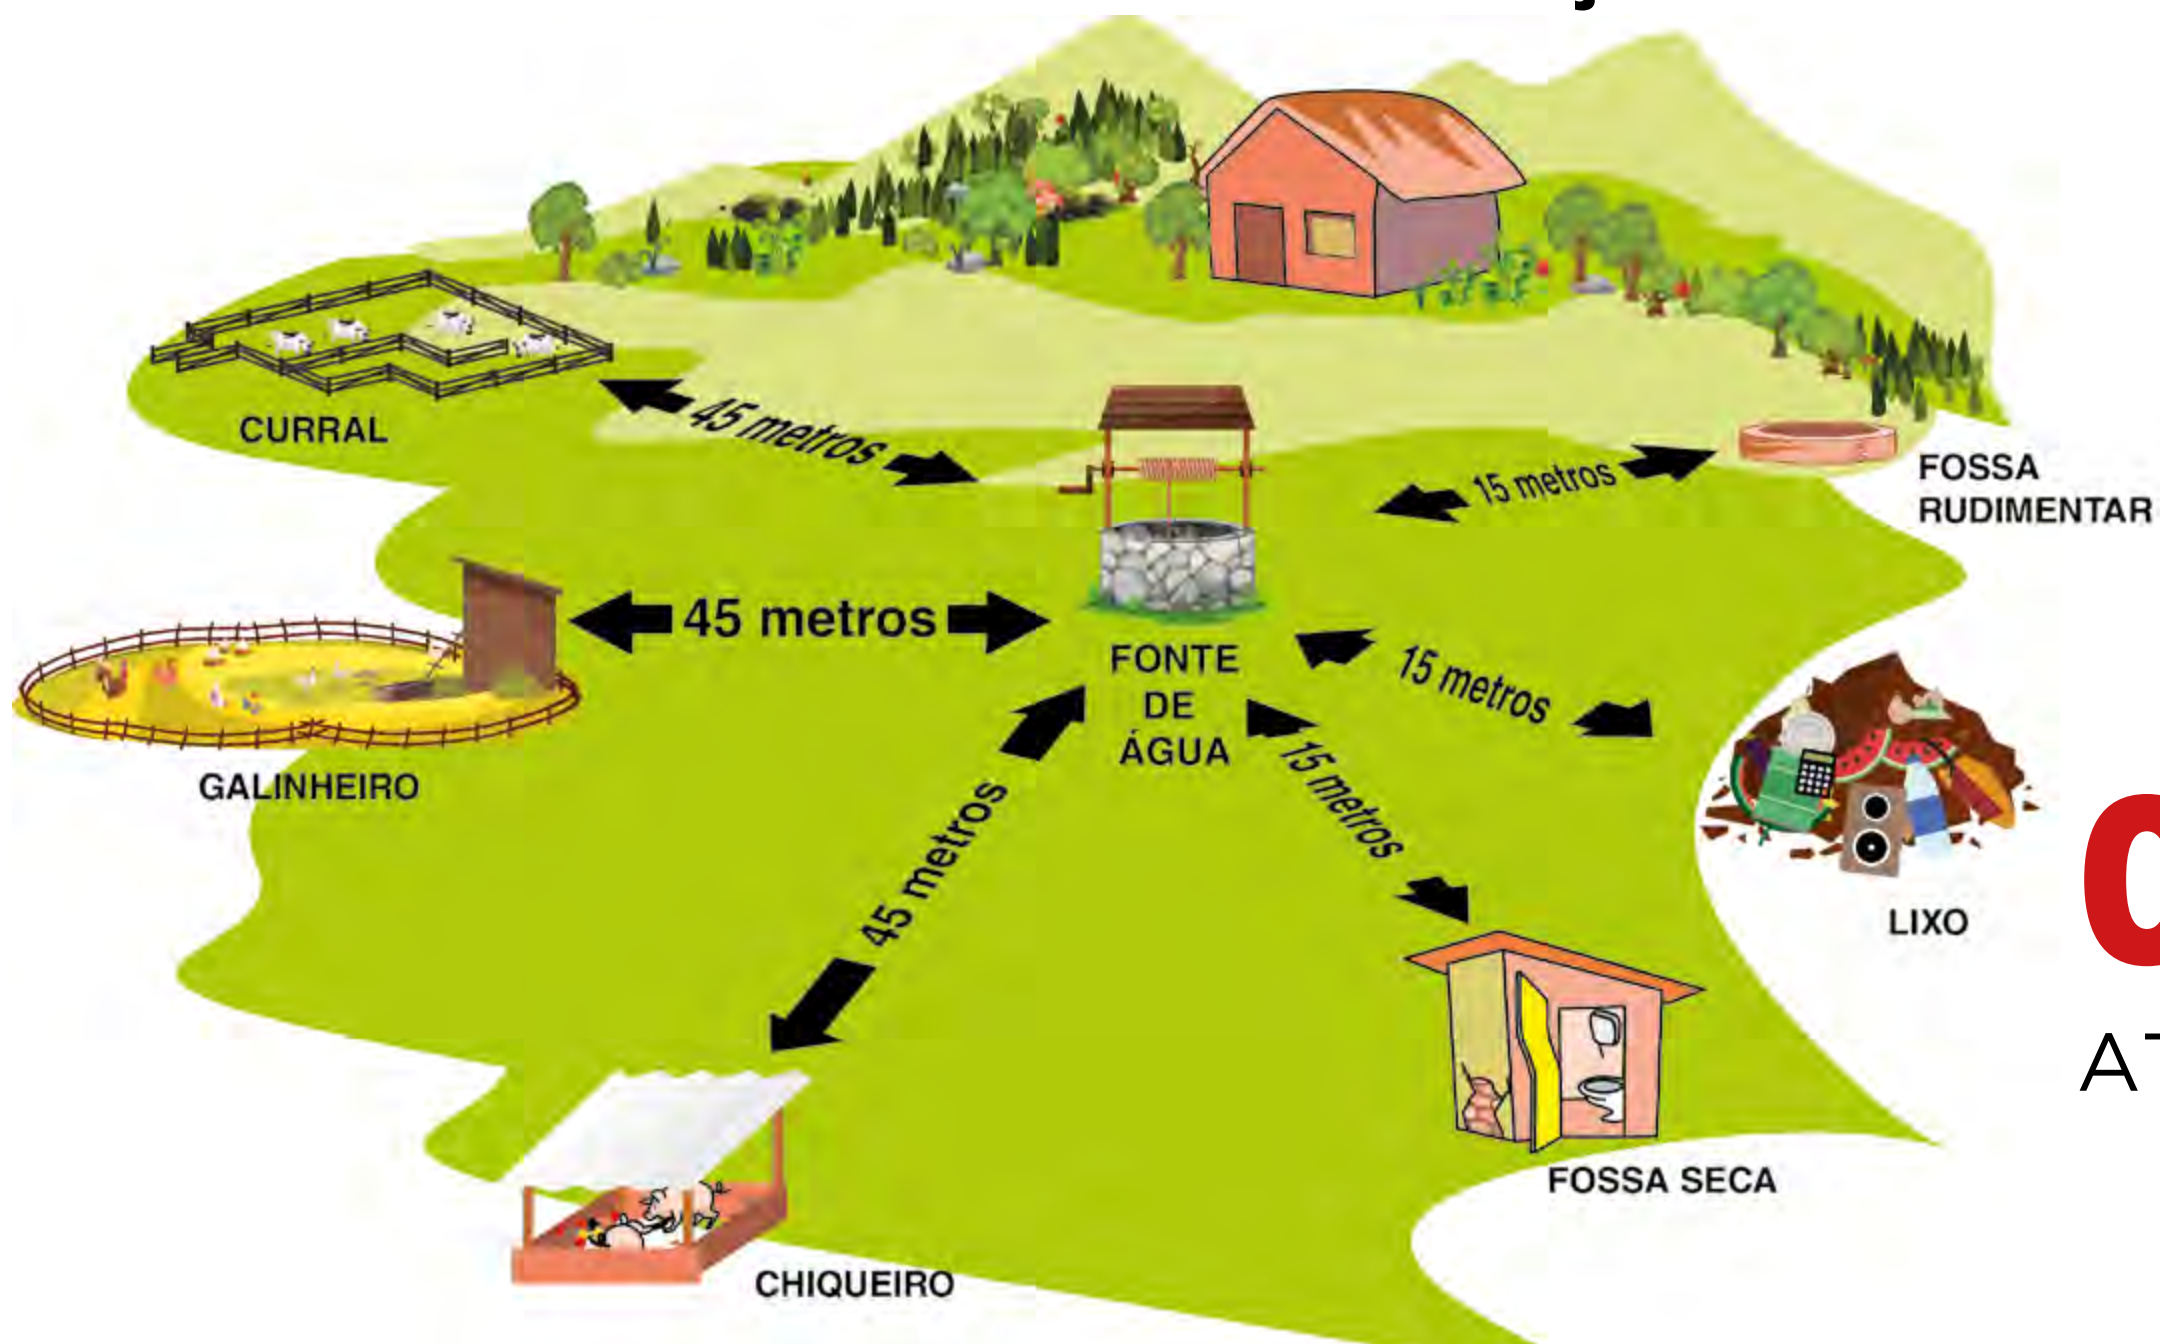 CURRAL
45 metros
15 metros
FOSSA
RUDIMENTAR
45 metros
FONTE
DE
ÁGUA
15 metros
GALINHEIRO
45 metros
15 metros
LIXO
FOSSA SECA
CHIQUEIRO